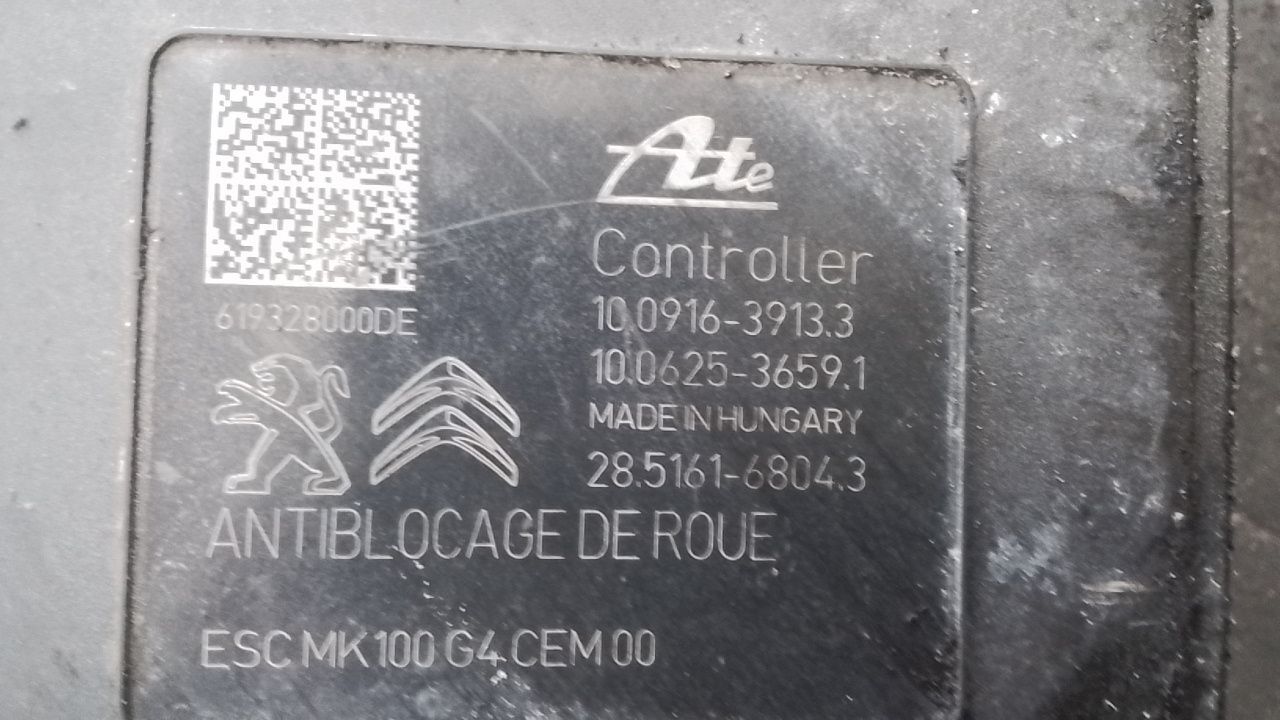 Ate
Controller
10.0916-3913.3
10.0625-3659.1
MADE IN HUNGARY
28.5161-6804.3
619328000DE
ANTIBLOCAGE DE ROUE
ESC MK100 G4 CEM 00